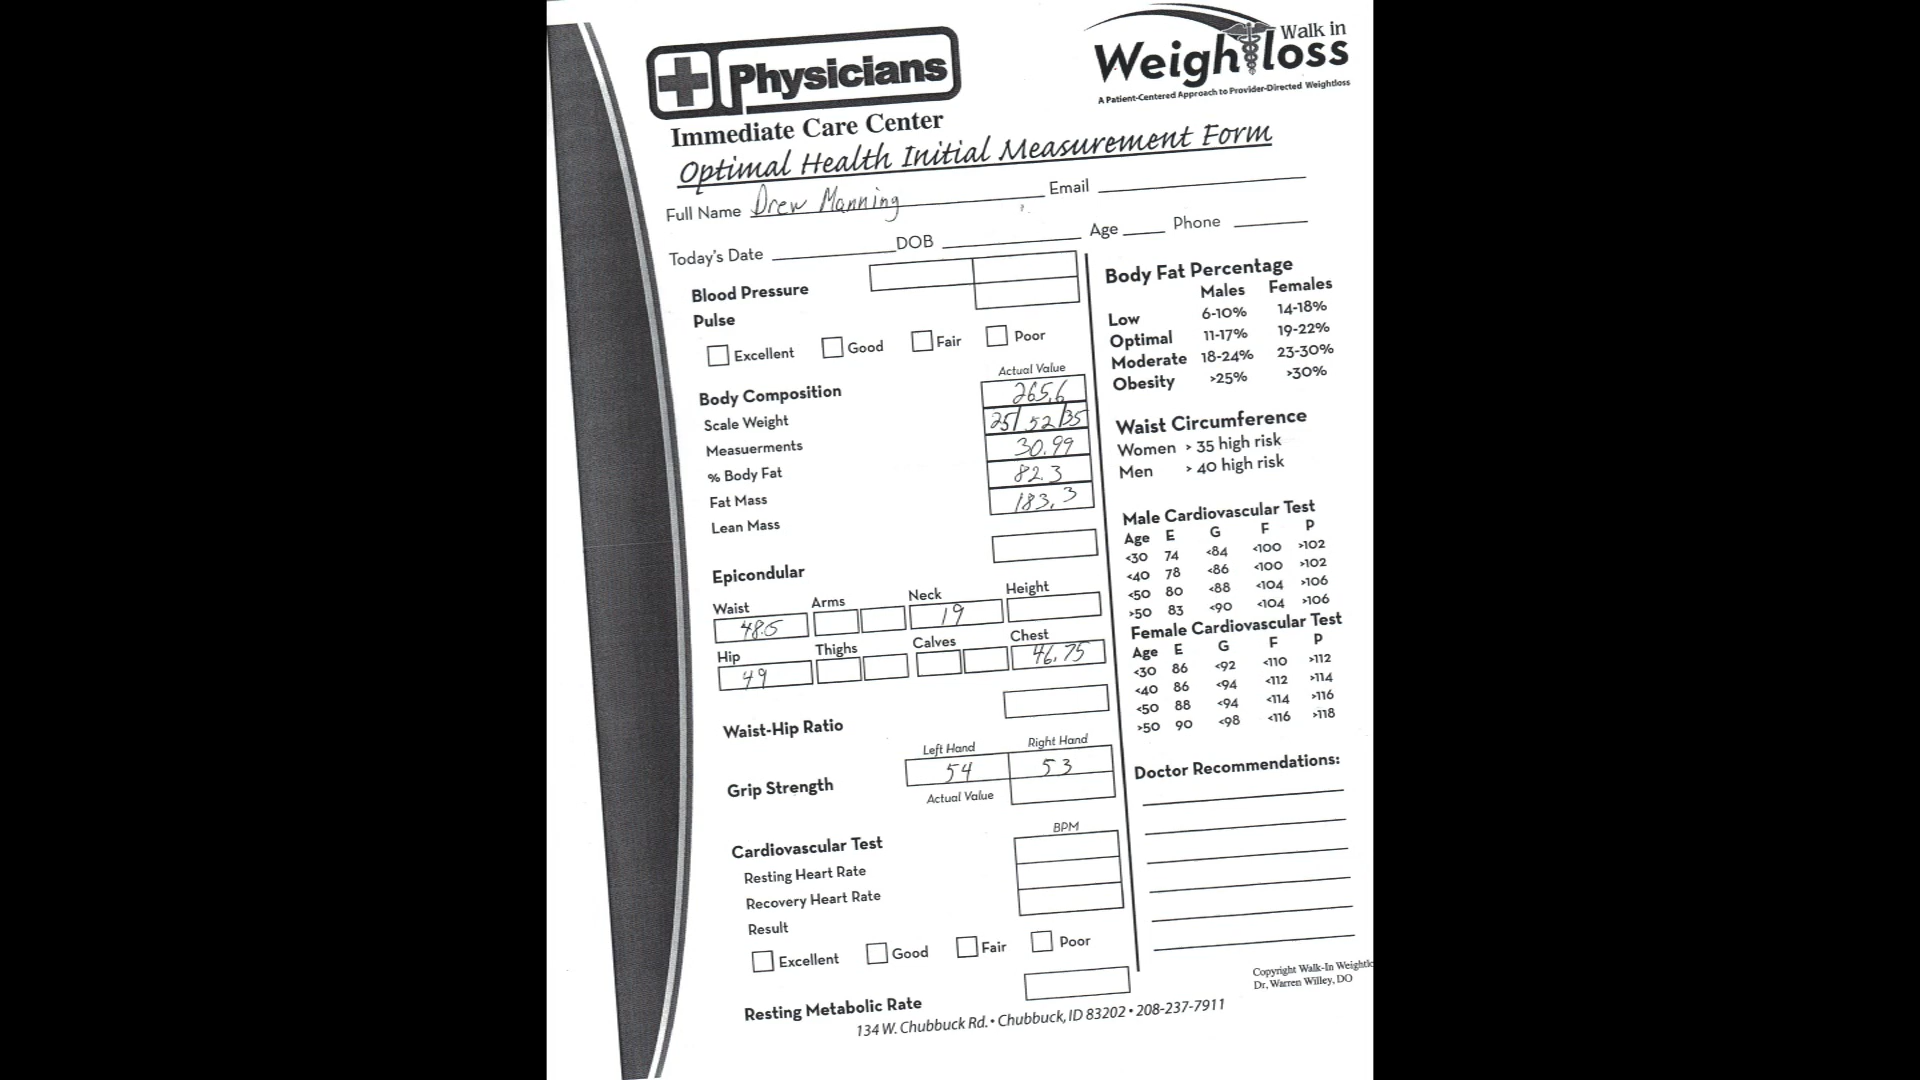 Physicians
Immediate Care Center
Walk in
Weightloss
A Patient-Centered Approach to Provider-Directed Weightloss
Optimal Health Initial Measurement Form
Full Name Drew Manning Email
Today's Date DOB Age Phone
Blood Pressure
Pulse
Excellent Good Fair Poor
Actual Value
Body Composition
265.6
Scale Weight
25/52/35
Measuerments
30.99
% Body Fat
82.3
Fat Mass
183.3
Lean Mass
Epicondular
Waist Arms Neck Height
48.5 19
Hip Thighs Calves Chest
49 46.75
Waist-Hip Ratio
Left Hand Right Hand
Grip Strength 54 53
Actual Value
BPM
Cardiovascular Test
Resting Heart Rate
Recovery Heart Rate
Result
Excellent Good Fair Poor
Resting Metabolic Rate
Body Fat Percentage
Males Females
Low 6-10% 14-18%
Optimal 11-17% 19-22%
Moderate 18-24% 23-30%
Obesity >25% >30%
Waist Circumference
Women > 35 high risk
Men > 40 high risk
Male Cardiovascular Test
Age E G F P
<30 74 <84 <100 >102
<40 78 <86 <100 >102
<50 80 <88 <104 >106
>50 83 <90 <104 >106
Female Cardiovascular Test
Age E G F P
<30 86 <92 <110 >112
<40 86 <94 <112 >114
<50 88 <94 <114 >116
>50 90 <98 <116 >118
Doctor Recommendations:
Copyright Walk-In Weightlo
Dr, Warren Willey, DO
134 W. Chubbuck Rd. • Chubbuck, ID 83202 • 208-237-7911